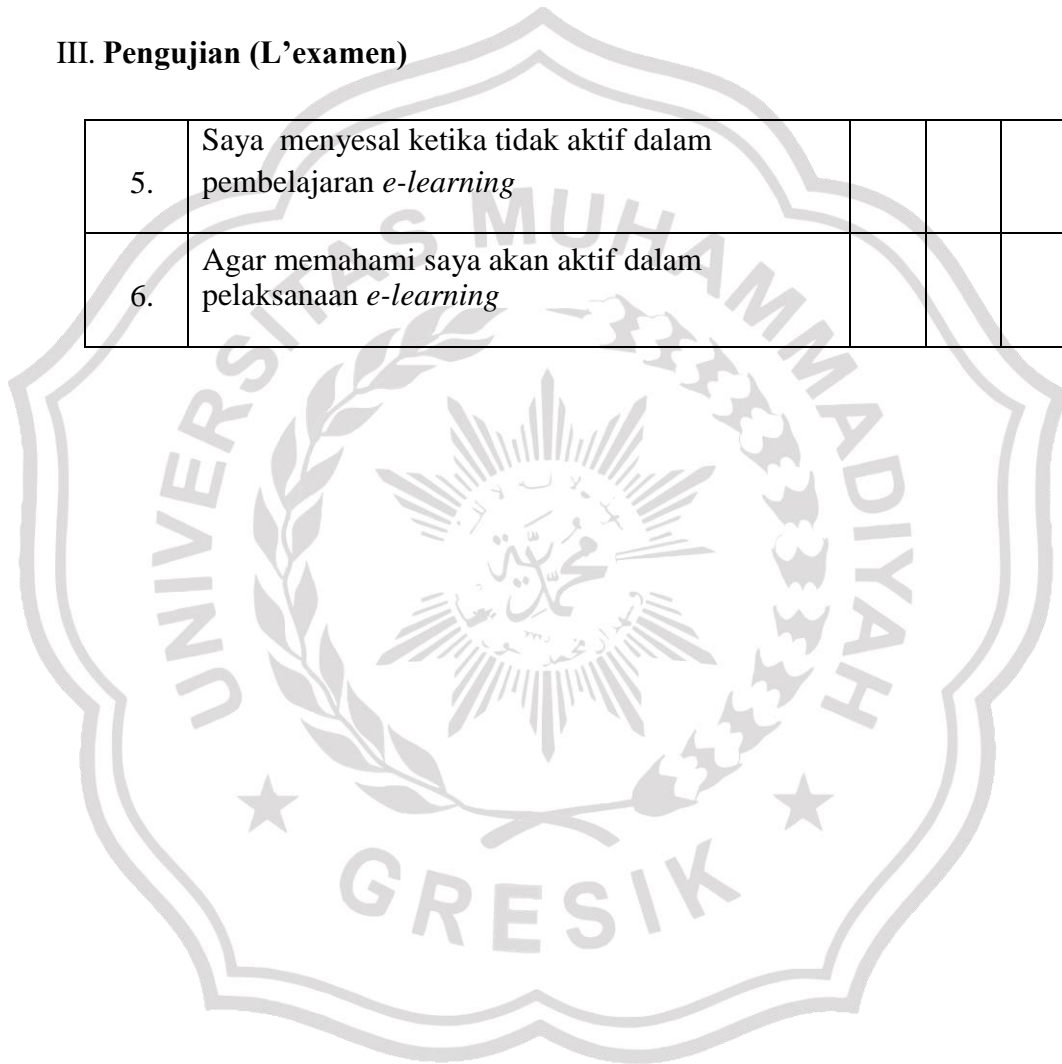 III. Pengujian (L’examen)
5.
Saya menyesal ketika tidak aktif dalam
pembelajaran e-learning
6.
Agar memahami saya akan aktif dalam
pelaksanaan e-learning
UNIVERSITAS MUHAMMADIYAH
GRESIK